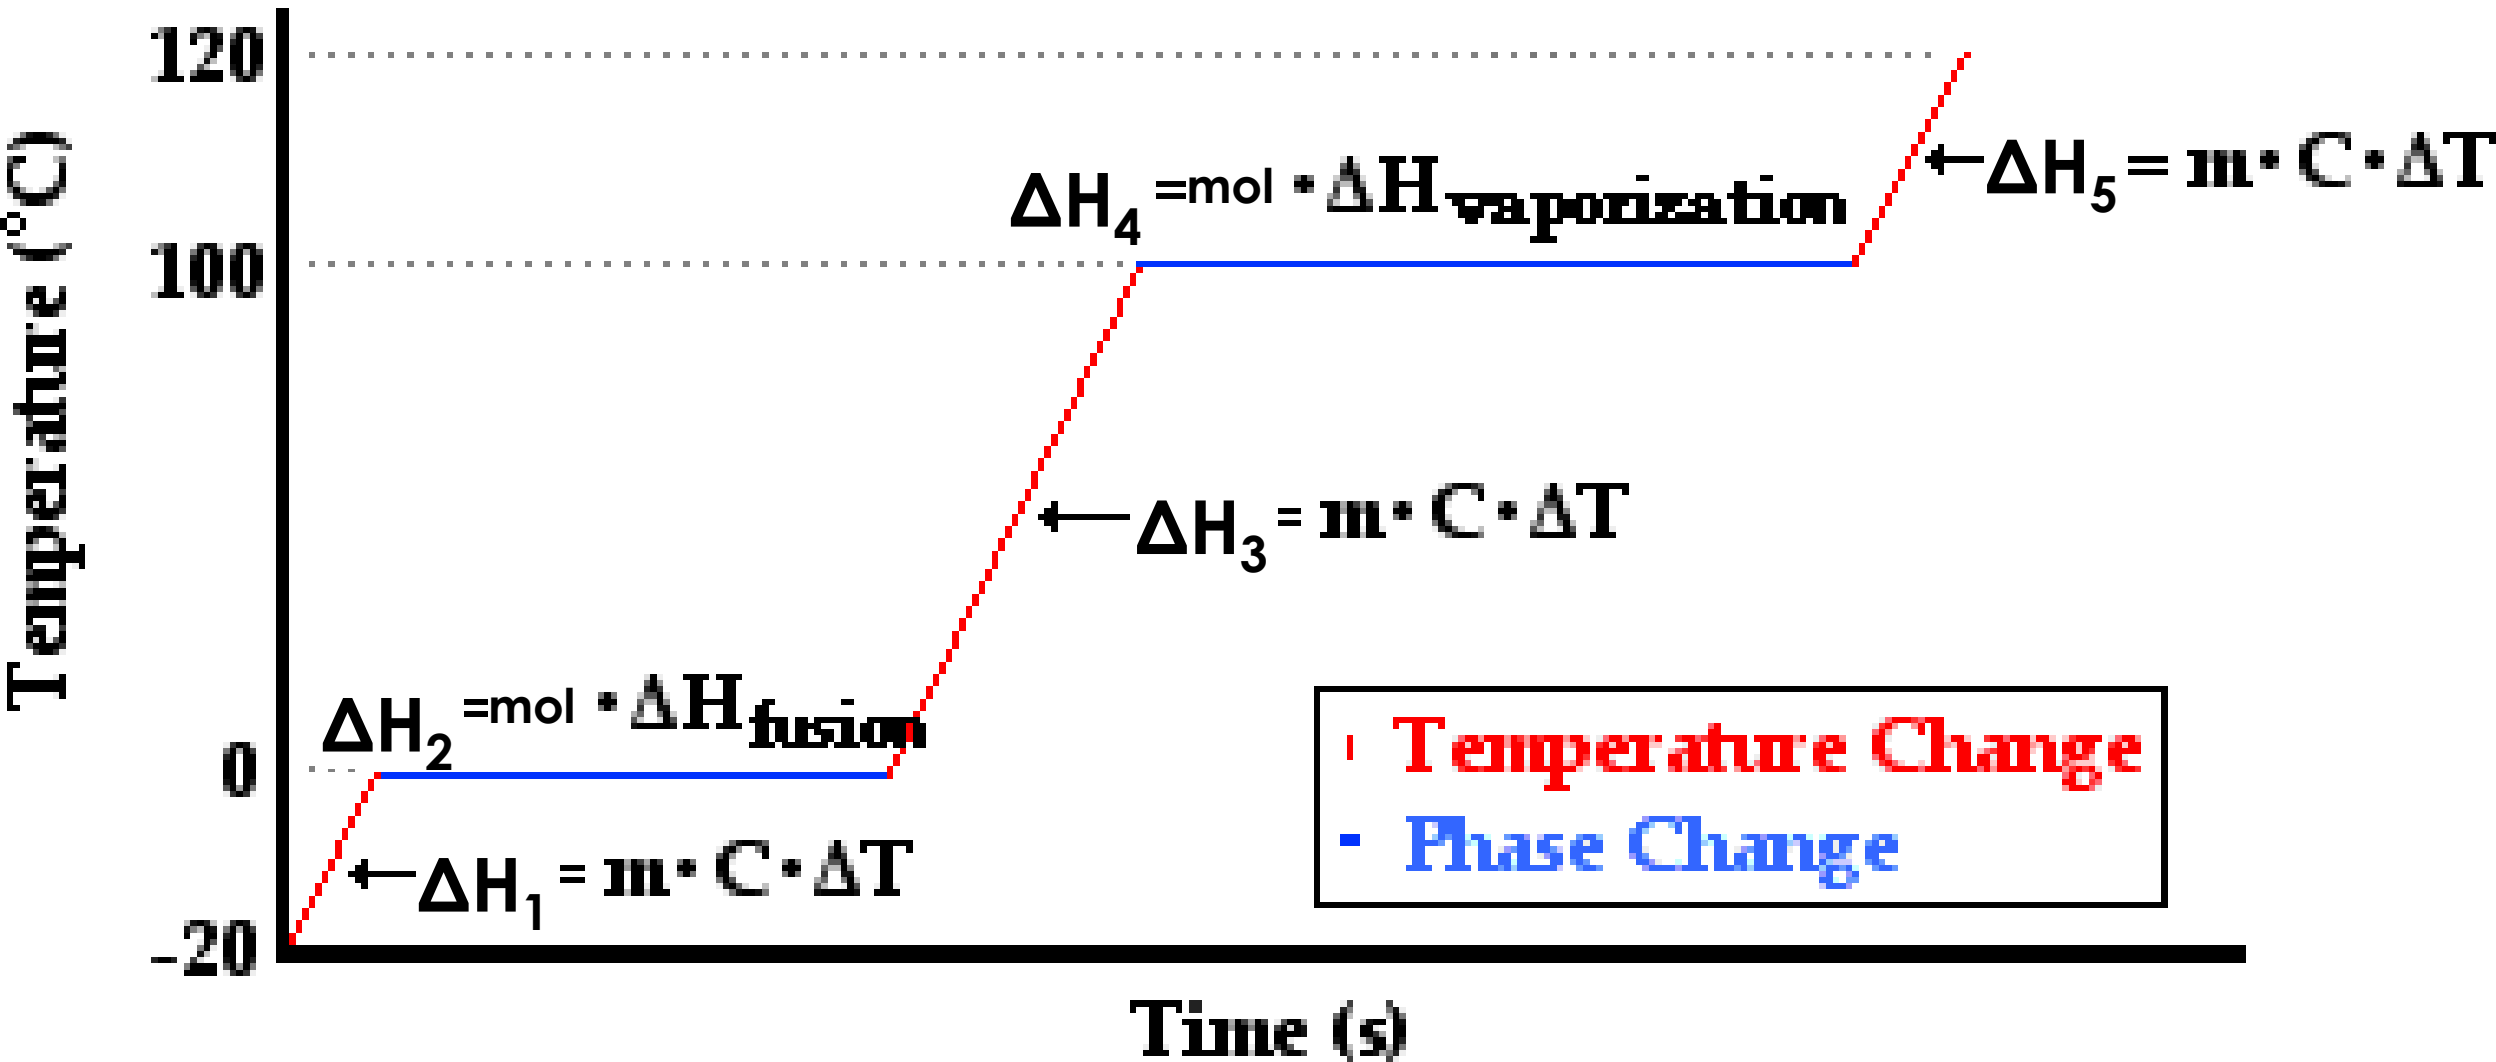 120
Temperature (°C)
ΔH5 = m· C·ΔT
ΔH4 =mol ·ΔHvaporization
100
ΔH3 = m· C·ΔT
ΔH2 =mol ·ΔHfusion
0
Temperature Change
Phase Change
ΔH1 = m· C·ΔT
-20
Time (s)